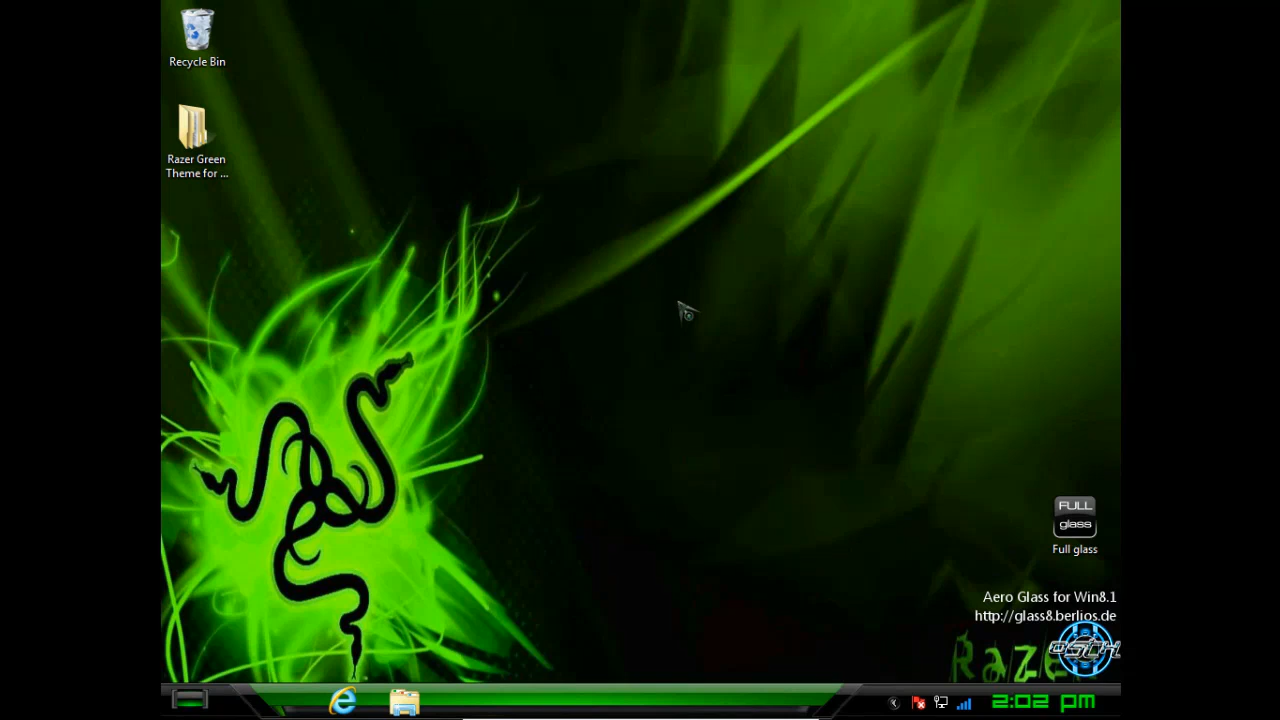 Recycle Bin
Razer Green
Theme for ...
FULL
glass
Full glass
Aero Glass for Win8.1
http://glass8.berlios.de
2:02 pm